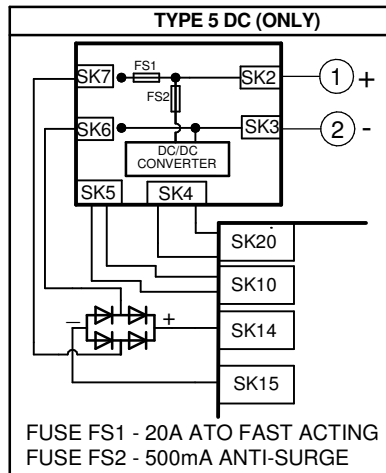 TYPE 5 DC (ONLY)
SK7
FS1
SK2
1 +
FS2
SK6
SK3
2 -
DC/DC
CONVERTER
SK5
SK4
SK20
SK10
− +
SK14
SK15
FUSE FS1 - 20A ATO FAST ACTING
FUSE FS2 - 500mA ANTI-SURGE